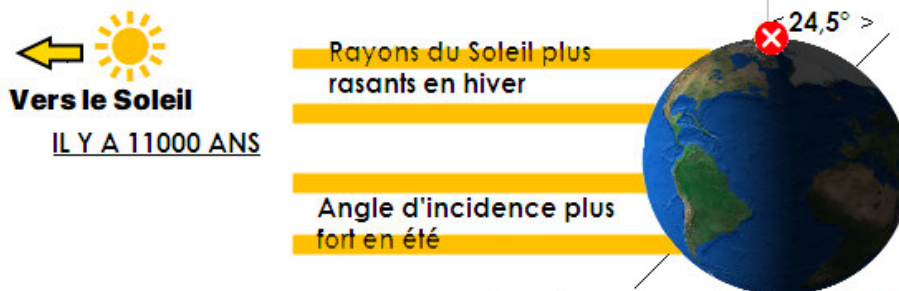 24,5° >
Rayons du Soleil plus
rasants en hiver
Vers le Soleil
IL Y A 11000 ANS
Angle d'incidence plus
fort en été